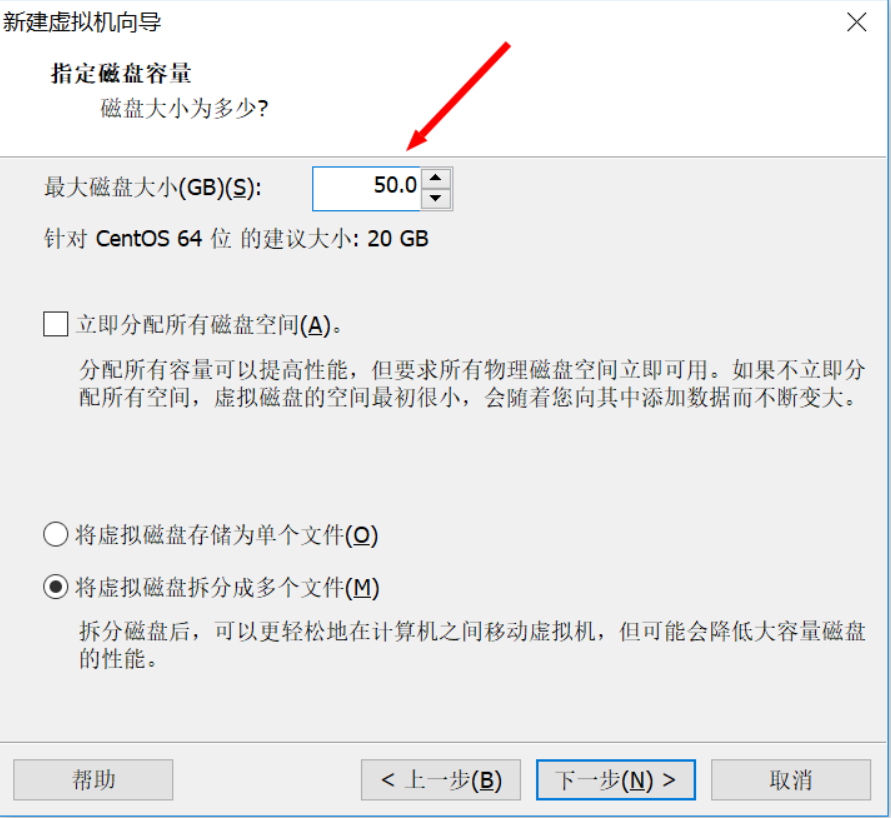 新建虚拟机向导
指定磁盘容量
磁盘大小为多少?
最大磁盘大小(GB)(S): 50.0
针对 CentOS 64 位 的建议大小: 20 GB
立即分配所有磁盘空间(A)。
分配所有容量可以提高性能，但要求所有物理磁盘空间立即可用。如果不立即分
配所有空间，虚拟磁盘的空间最初很小，会随着您向其中添加数据而不断变大。
将虚拟磁盘存储为单个文件(O)
将虚拟磁盘拆分成多个文件(M)
拆分磁盘后，可以更轻松地在计算机之间移动虚拟机，但可能会降低大容量磁盘
的性能。
帮助 < 上一步(B) 下一步(N) > 取消